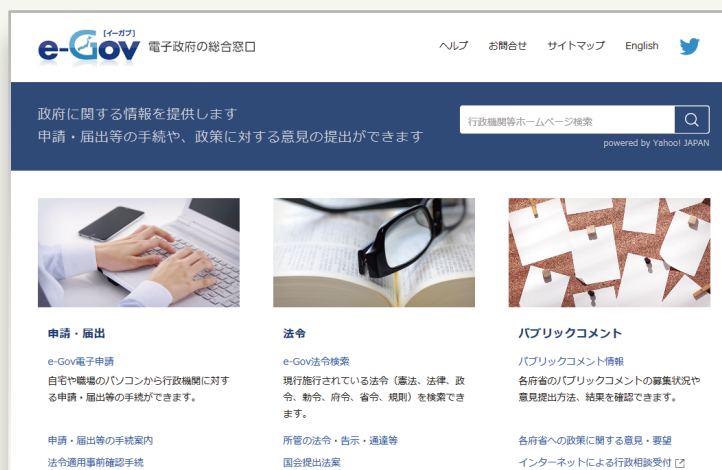 [イーガブ]
e-Gov 電子政府の総合窓口
ヘルプ お問合せ サイトマップ English
政府に関する情報を提供します
申請・届出等の手続や、政策に対する意見の提出ができます
行政機関等ホームページ検索
powered by Yahoo! JAPAN
申請・届出
e-Gov電子申請
自宅や職場のパソコンから行政機関に対す
る申請・届出等の手続ができます。
申請・届出等の手続案内
法令適用事前確認手続
法令
e-Gov法令検索
現行施行されている法令（憲法、法律、政
令、勅令、府令、省令、規則）を検索でき
ます。
所管の法令・告示・通達等
国会提出法案
パブリックコメント
パブリックコメント情報
各府省のパブリックコメントの募集状況や
意見提出方法、結果を確認できます。
各府省への政策に関する意見・要望
インターネットによる行政相談受付